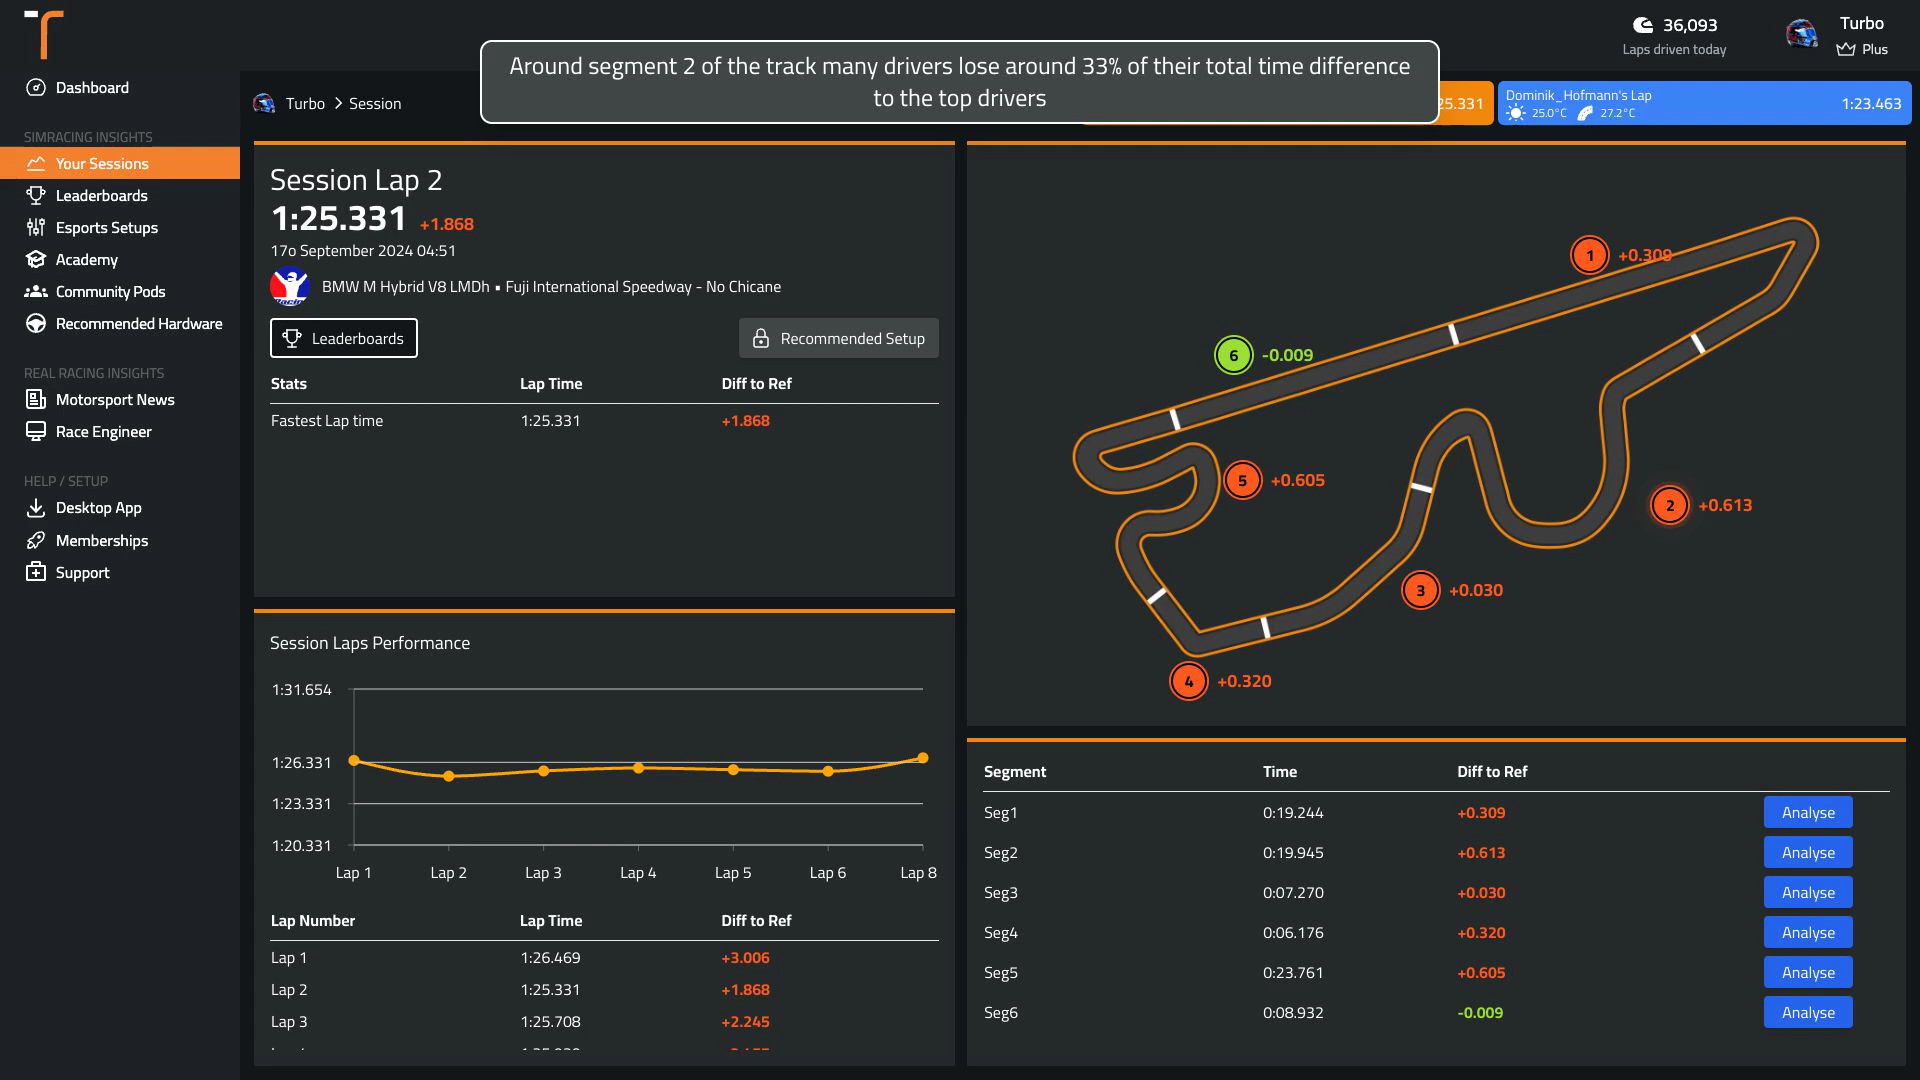 36,093
Laps driven today
Turbo
Plus
Around segment 2 of the track many drivers lose around 33% of their total time difference
to the top drivers
Dashboard
SIMRACING INSIGHTS
Your Sessions
Leaderboards
Esports Setups
Academy
Community Pods
Recommended Hardware
REAL RACING INSIGHTS
Motorsport News
Race Engineer
HELP / SETUP
Desktop App
Memberships
Support
Turbo > Session
25.331
Dominik_Hofmann's Lap
25.0°C 27.2°C
1:23.463
Session Lap 2
1:25.331 +1.868
17o September 2024 04:51
BMW M Hybrid V8 LMDh ▪ Fuji International Speedway - No Chicane
Leaderboards
Recommended Setup
Stats Lap Time Diff to Ref
Fastest Lap time 1:25.331 +1.868
Session Laps Performance
1:31.654
1:26.331
1:23.331
1:20.331
Lap 1 Lap 2 Lap 3 Lap 4 Lap 5 Lap 6 Lap 8
Lap Number Lap Time Diff to Ref
Lap 1 1:26.469 +3.006
Lap 2 1:25.331 +1.868
Lap 3 1:25.708 +2.245
1 +0.309
6 -0.009
5 +0.605
2 +0.613
3 +0.030
4 +0.320
Segment Time Diff to Ref
Seg1 0:19.244 +0.309 Analyse
Seg2 0:19.945 +0.613 Analyse
Seg3 0:07.270 +0.030 Analyse
Seg4 0:06.176 +0.320 Analyse
Seg5 0:23.761 +0.605 Analyse
Seg6 0:08.932 -0.009 Analyse